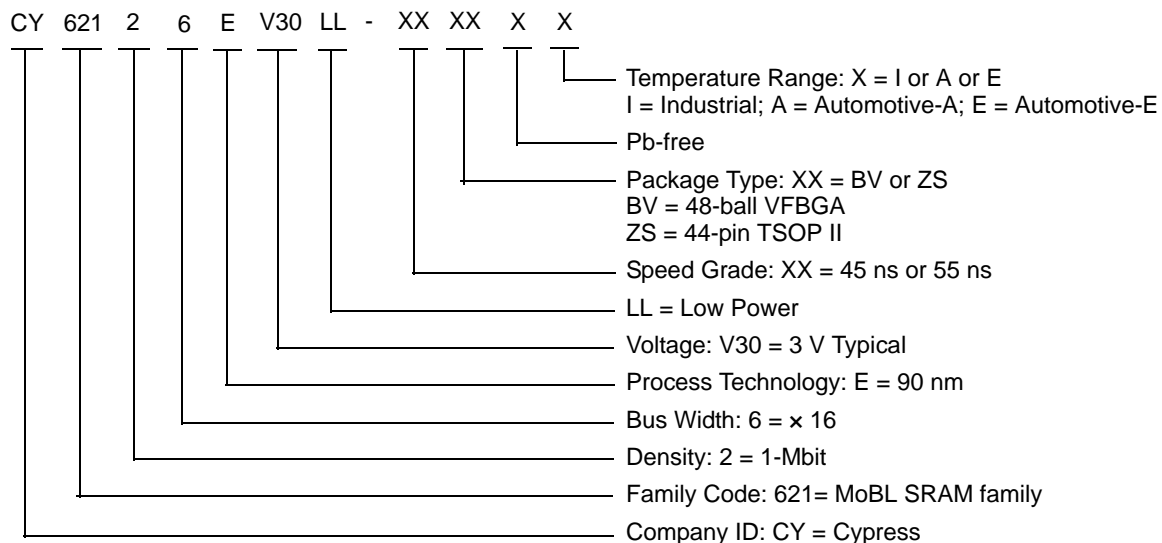 CY 621 2 6 E V30 LL - XX XX X X
Temperature Range: X = I or A or E
I = Industrial; A = Automotive-A; E = Automotive-E
Pb-free
Package Type: XX = BV or ZS
BV = 48-ball VFBGA
ZS = 44-pin TSOP II
Speed Grade: XX = 45 ns or 55 ns
LL = Low Power
Voltage: V30 = 3 V Typical
Process Technology: E = 90 nm
Bus Width: 6 = × 16
Density: 2 = 1-Mbit
Family Code: 621= MoBL SRAM family
Company ID: CY = Cypress